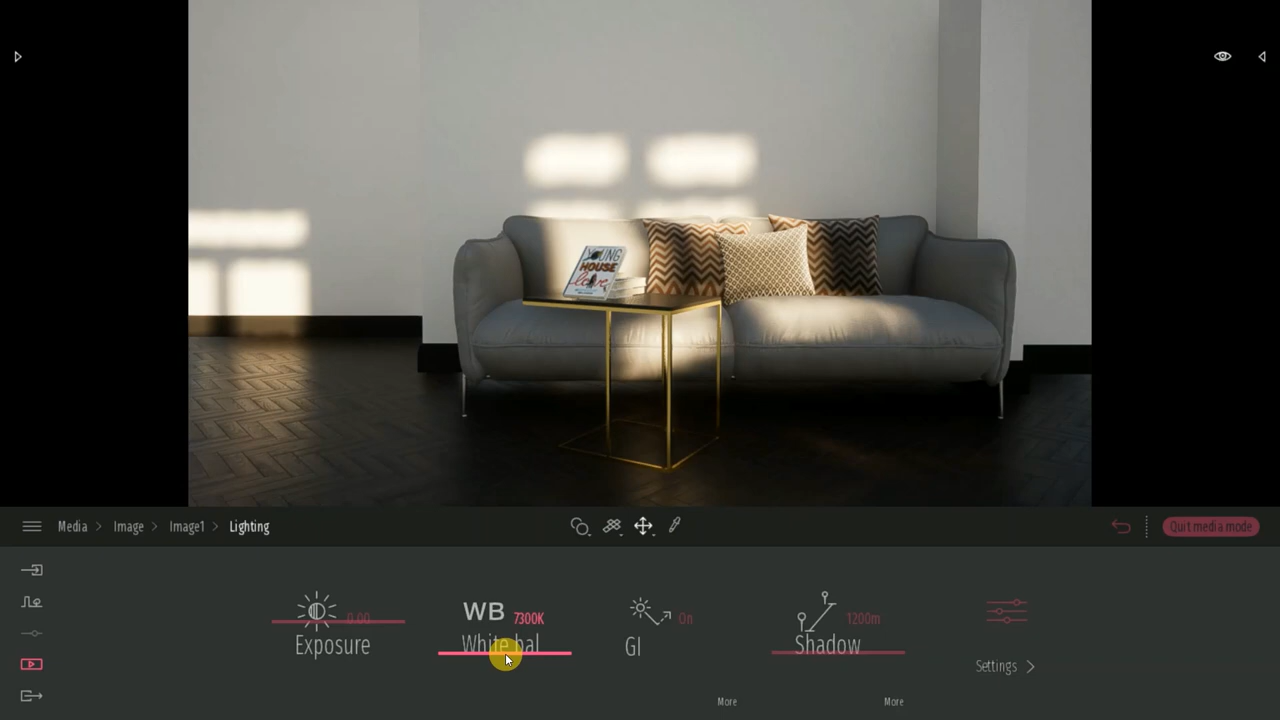 YOUNG
HOUSE
love
Media > Image > Image1 > Lighting
Quit media mode
0.00
WB 7300K
On
1200m
Exposure
White bal
GI
Shadow
Settings >
More
More